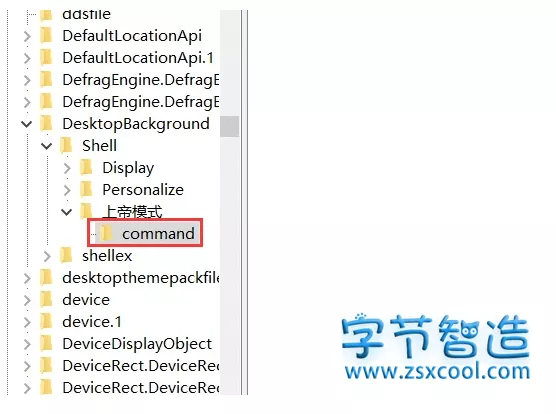 ddsfile
DefaultLocationApi
DefaultLocationApi.1
DefragEngine.DefragE
DefragEngine.DefragE
DesktopBackground
Shell
Display
Personalize
上帝模式
command
shellex
desktopthemepackfile
device
device.1
DeviceDisplayObject
DeviceRect.DeviceRec
DeviceRect.DeviceRec
字节智造
www.zsxcool.com